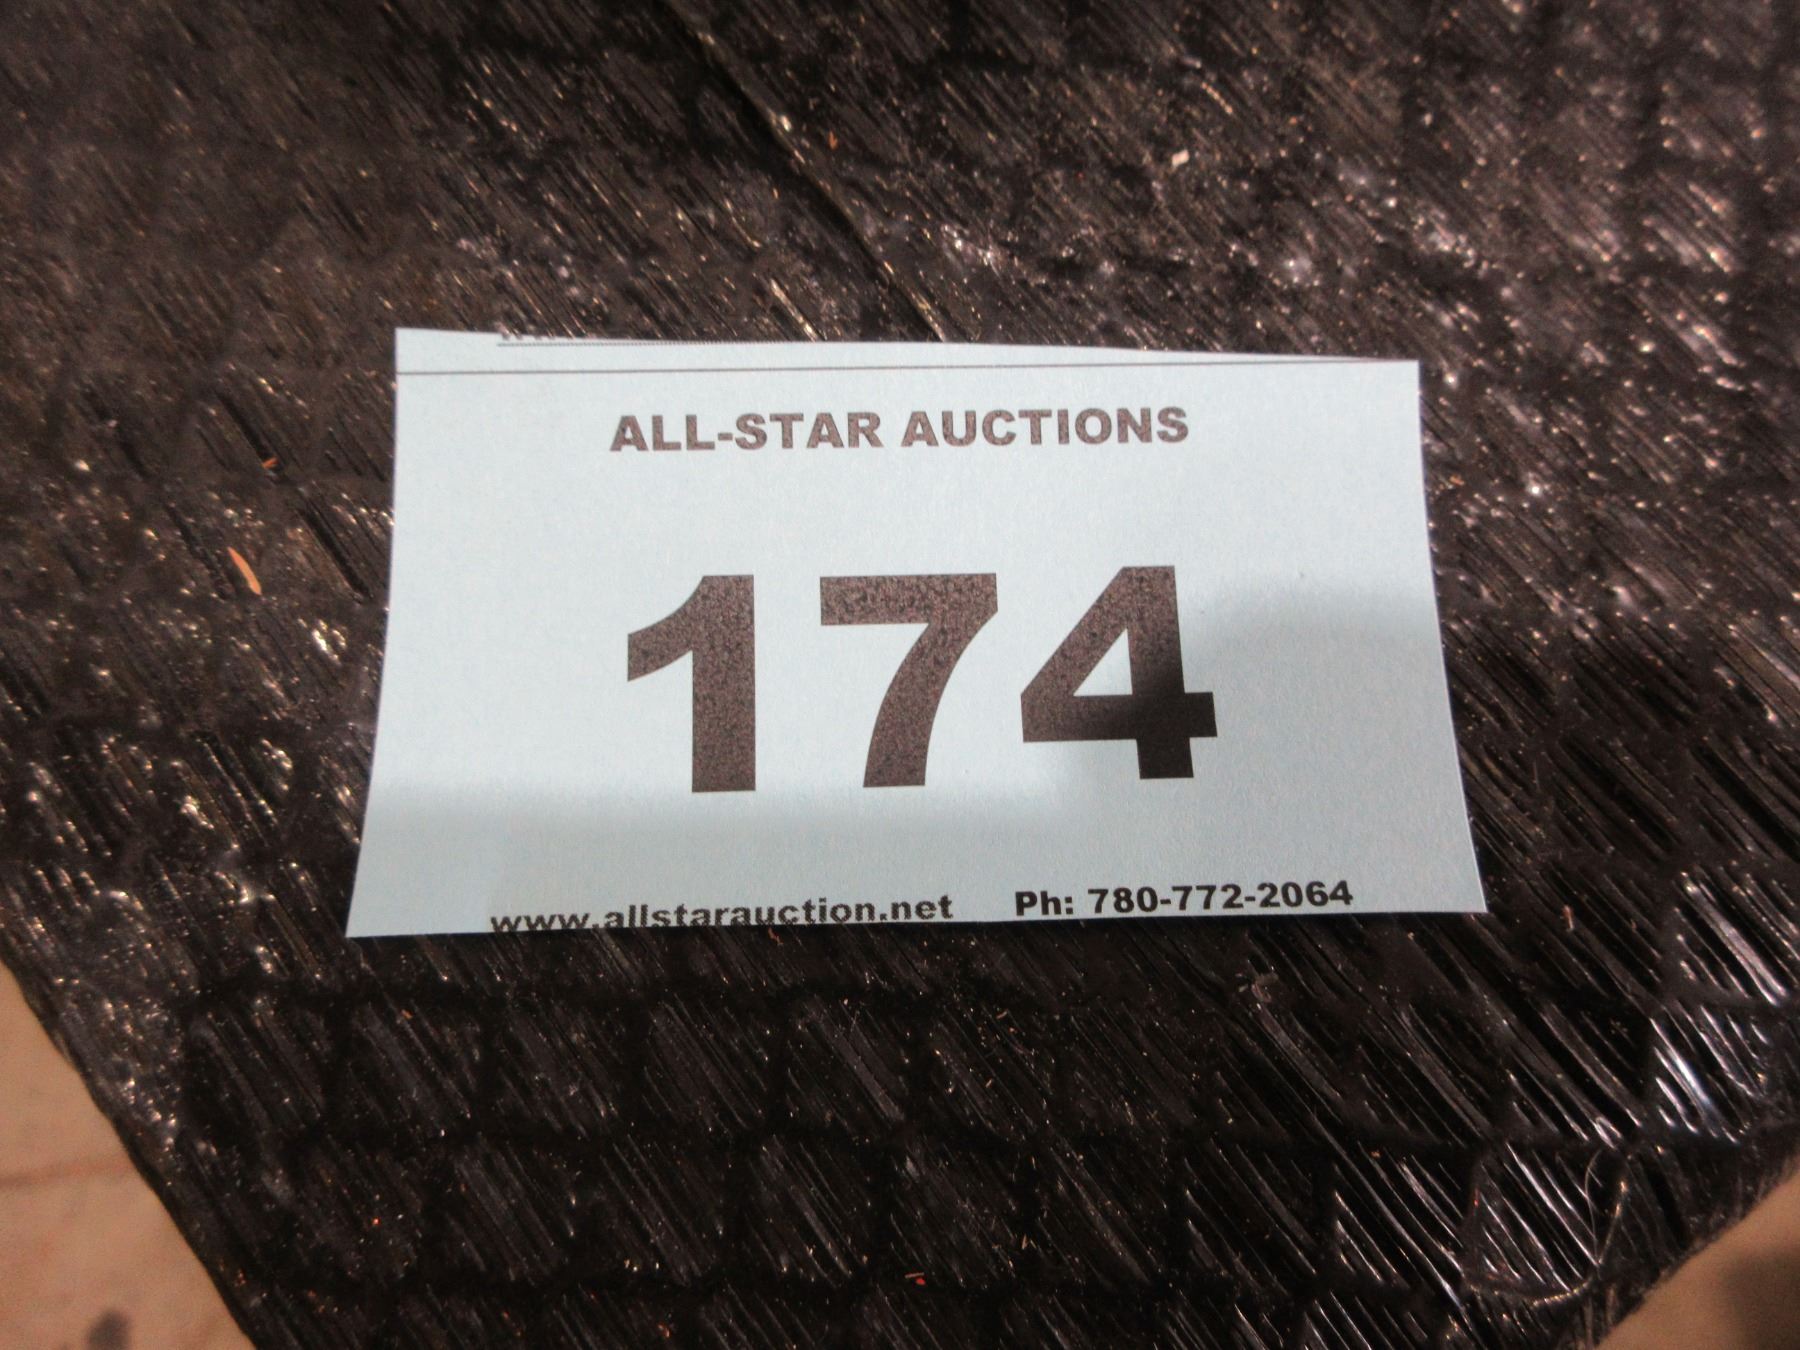 ALL-STAR AUCTIONS
174
www.allstarauction.net Ph: 780-772-2064